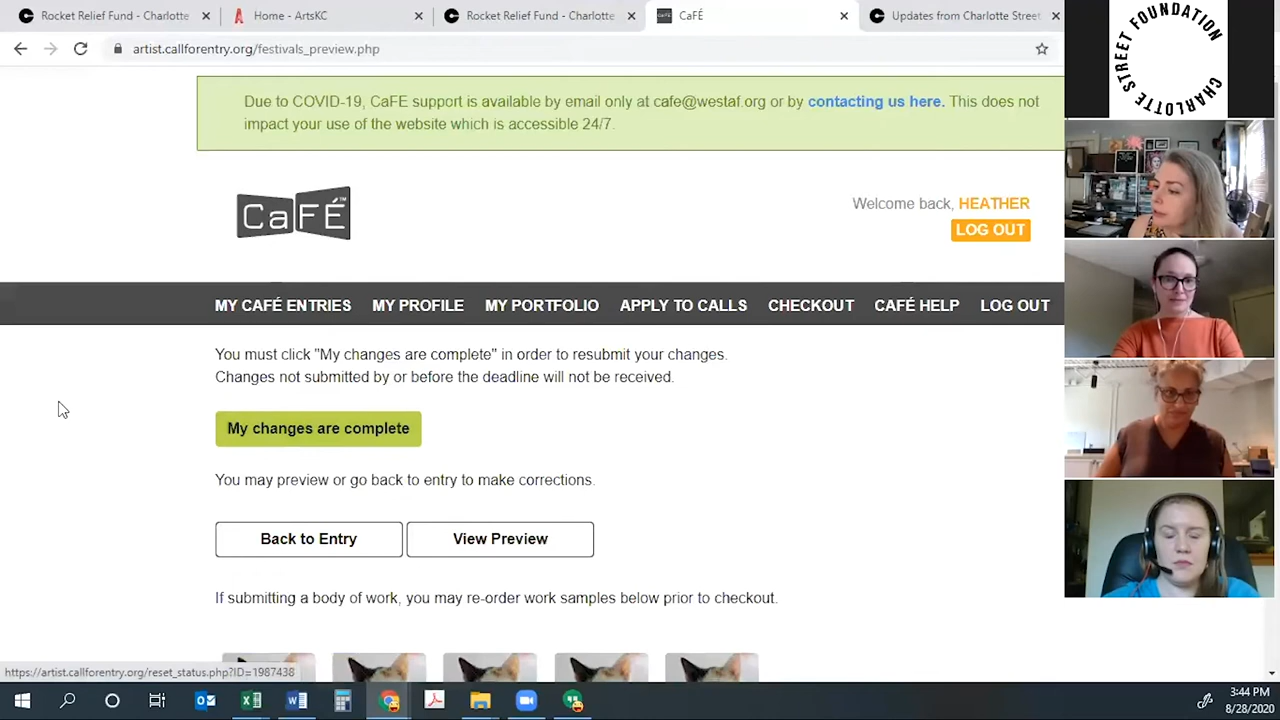 Rocket Relief Fund - Charlotte
Home - ArtsKC
Rocket Relief Fund - Charlotte
CaFÉ
Updates from Charlotte Street
artist.callforentry.org/festivals_preview.php
CHARLOTTE STREET FOUNDATION
Due to COVID-19, CaFE support is available by email only at cafe@westaf.org or by contacting us here. This does not
impact your use of the website which is accessible 24/7.
CaFÉ™
Welcome back, HEATHER
LOG OUT
MY CAFÉ ENTRIES MY PROFILE MY PORTFOLIO APPLY TO CALLS CHECKOUT CAFÉ HELP LOG OUT
You must click "My changes are complete" in order to resubmit your changes.
Changes not submitted by or before the deadline will not be received.
My changes are complete
You may preview or go back to entry to make corrections.
Back to Entry View Preview
If submitting a body of work, you may re-order work samples below prior to checkout.
https://artist.callforentry.org/reset_status.php?ID=1987438
3:44 PM
8/28/2020